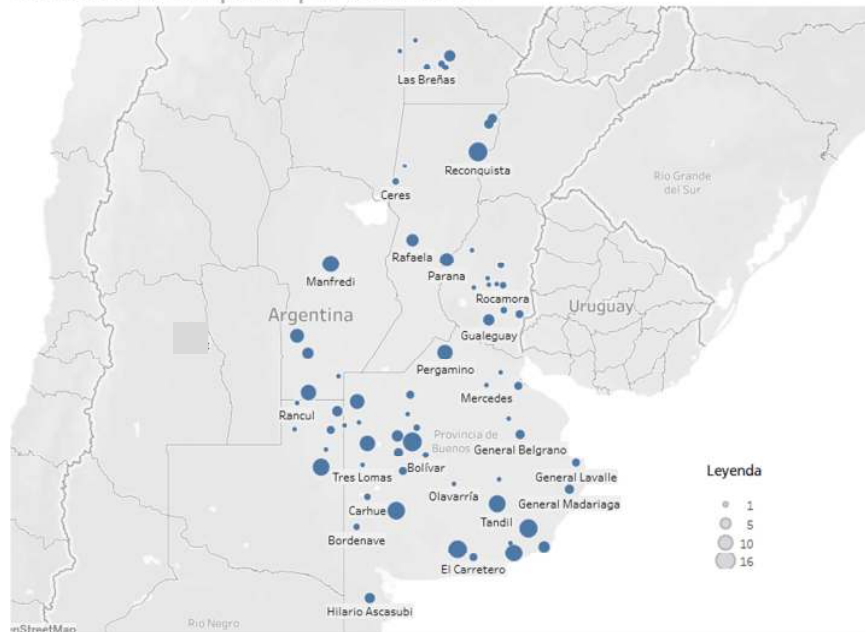 Las Breñas
Reconquista
Rio Grande
del Sur
Ceres
Rafaela
Parana
Manfredi
Rocamora
Uruguay
Argentina
Gualeguay
Pergamino
Mercedes
Rancul
Provincia de
Buenos
General Belgrano
Bolívar
Tres Lomas
General Lavalle
Olavarría
General Madariaga
Carhue
Tandil
Bordenave
El Carretero
Hilario Ascasubi
Rio Negro
enStreetMap
Leyenda
1
5
10
16